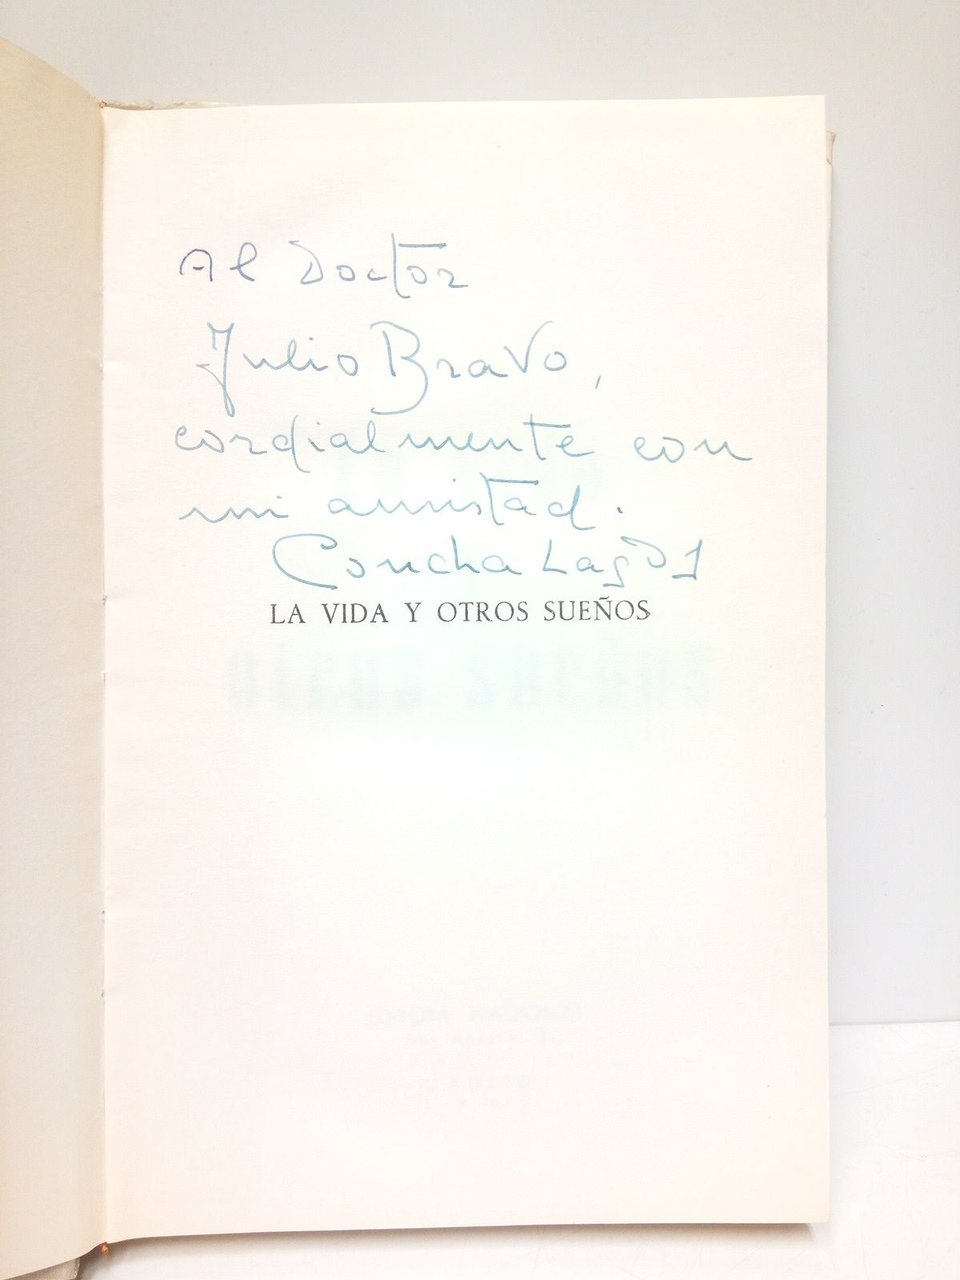 Al Doctor
Julio Bravo,
cordialmente con
mi amistad.
Concha Lagos
LA VIDA Y OTROS SUEÑOS